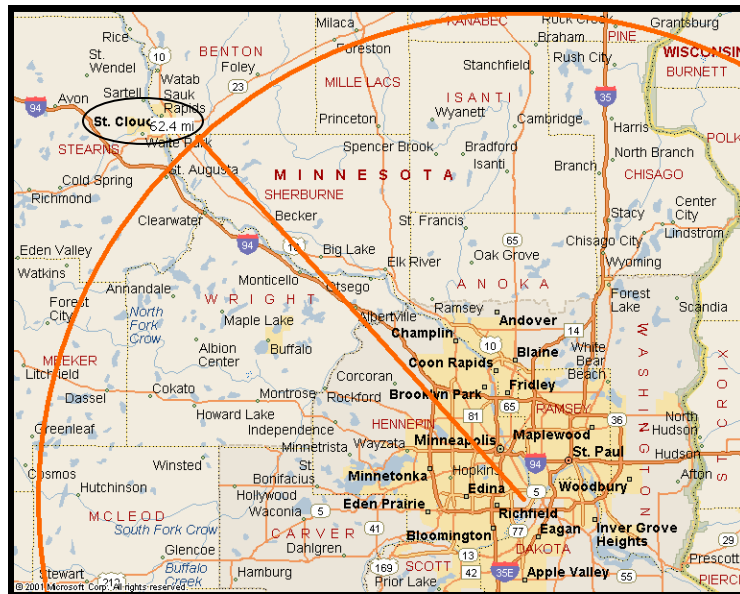 Milaca
KANABEC
Rock Creek
Grantsburg
Rice
BENTON
Foreston
Braham
PINE
WISCONSIN
St.
Wendel
10
Watab
Foley
Stanchfield
Rush City
BURNETT
Sartell
Sauk
Rapids
23
MILLE LACS
ISANTI
35
94
Avon
St. Cloud
62.4 mi
Princeton
Wyanett
Cambridge
Harris
POLK
STEARNS
Waite Park
Spencer Brook
Bradford
North Branch
St. Augusta
MINNESOTA
Isanti
Branch
CHISAGO
Cold Spring
SHERBURNE
Richmond
Becker
St. Francis
Stacy
Center
City
Clearwater
Lindstrom
Eden Valley
94
10
Big Lake
65
Chisago City
Watkins
Elk River
Oak Grove
Wyoming
Annandale
Monticello
Otsego
ANOKA
Forest
Lake
Forest
City
North
Fork
Crow
WRIGHT
Albertville
Ramsey
Andover
Scandia
Maple Lake
Champlin
14
WASHINGTON
10
Blaine
White
Bear
Beach
ST CROIX
MEEKER
Albion
Center
Buffalo
Coon Rapids
Litchfield
Corcoran
Fridley
Dassel
Cokato
Montrose
Rockford
Brooklyn Park
65
RAMSEY
Howard Lake
81
36
North
Hudson
Greenleaf
Independence
HENNEPIN
Maplewood
Minnetrista
Wayzata
Minneapolis
Hudson
Cosmos
Winsted
St.
Bonifacius
Hopkins
94
St. Paul
Afton
Hutchinson
Minnetonka
Edina
5
Woodbury
Hollywood
Waconia
5
Eden Prairie
Richfield
MCLEOD
South Fork Crow
41
Bloomington
77
Eagan
Inver Grove
Heights
29
CARVER
Dahlgren
DAKOTA
Glencoe
13
Prescott
Stewart
212
Buffalo
Creek
Hamburg
169
SCOTT
42
35E
Apple Valley
55
PIERCE
Prior Lake
© 2001 Microsoft Corp. All rights reserved.